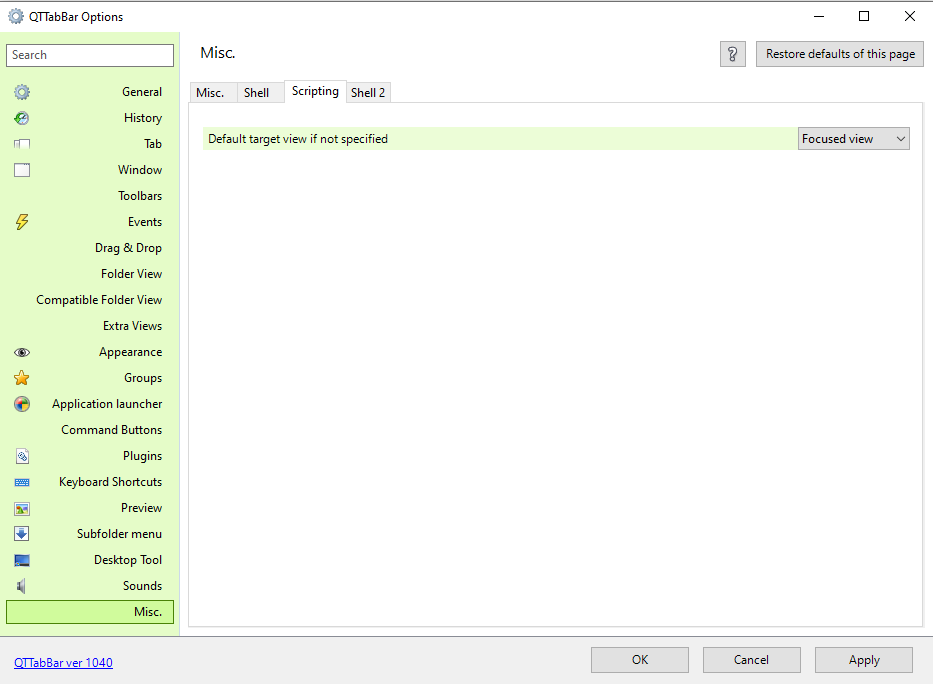 QTTabBar Options
Search
General
History
Tab
Window
Toolbars
Events
Drag & Drop
Folder View
Compatible Folder View
Extra Views
Appearance
Groups
Application launcher
Command Buttons
Plugins
Keyboard Shortcuts
Preview
Subfolder menu
Desktop Tool
Sounds
Misc.
Misc.
?
Restore defaults of this page
Misc. Shell Scripting Shell 2
Default target view if not specified Focused view
QTTabBar ver 1040
OK Cancel Apply